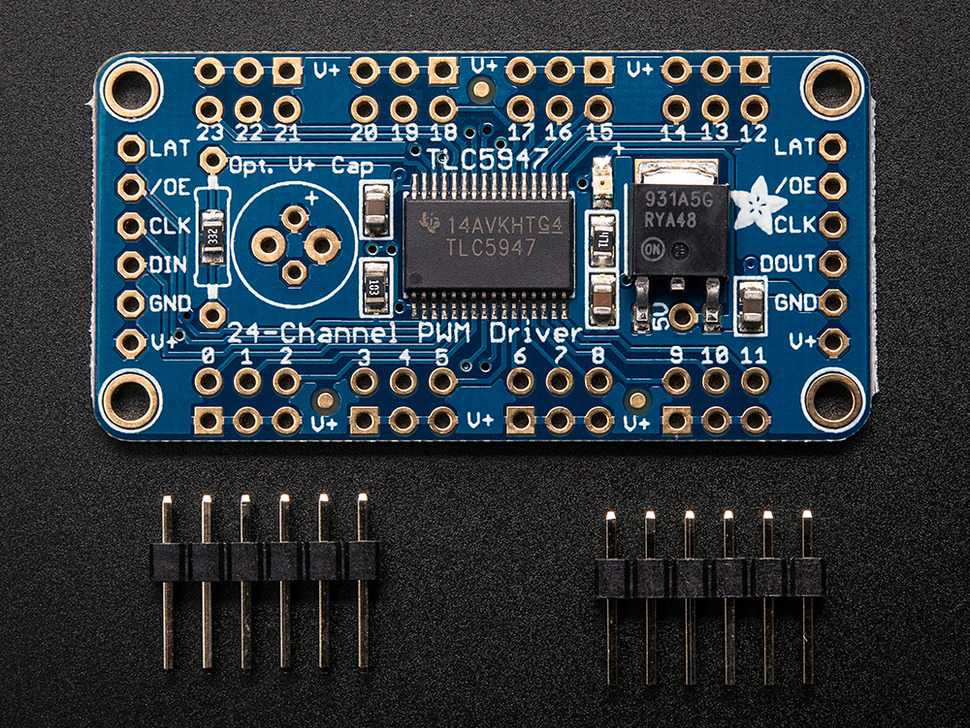 V+ V+ V+
23 22 21 20 19 18 17 16 15 14 13 12
LAT
/OE
CLK
DIN
GND
V+
Opt. V+ Cap
+
332
103
TLC5947
14AVKHTG4
TLC5947
+
471
931A5G
RYA48
ON
5V
LAT
/OE
CLK
DOUT
GND
V+
24-Channel PWM Driver
0 1 2 3 4 5 6 7 8 9 10 11
V+ V+ V+